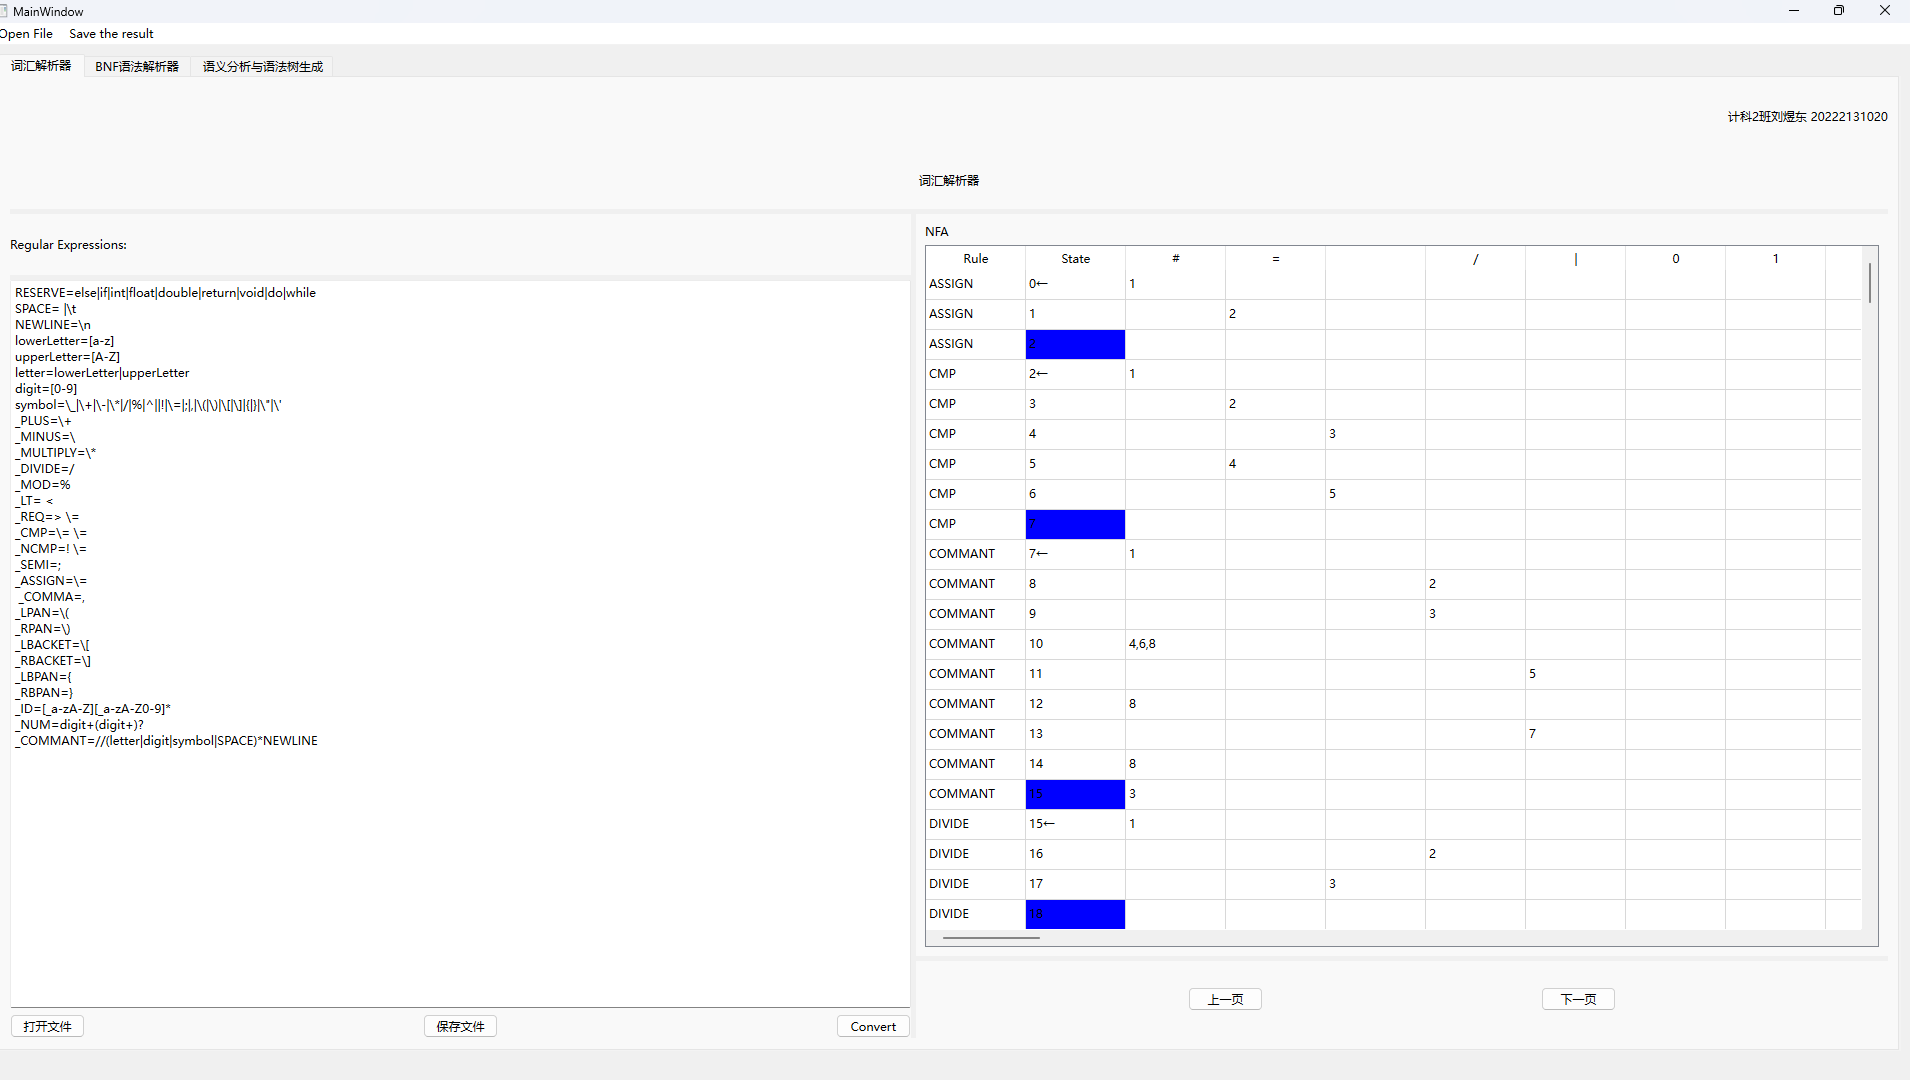 MainWindow
Open File Save the result
词汇解析器 BNF语法解析器 语义分析与语法树生成
计科2班刘煜东 20222131020
词汇解析器
Regular Expressions:
RESERVE=else|if|int|float|double|return|void|do|while
SPACE= |\t
NEWLINE=\n
lowerLetter=[a-z]
upperLetter=[A-Z]
letter=lowerLetter|upperLetter
digit=[0-9]
symbol=\_|\+|\-|\*|/|%|^||!|\=|;|,|\(|\)|\[|\]|{|}|\"|\'
_PLUS=\+
_MINUS=\
_MULTIPLY=\*
_DIVIDE=/
_MOD=%
_LT= <
_REQ=> \=
_CMP=\= \=
_NCMP=! \=
_SEMI=;
_ASSIGN=\=
_COMMA=,
_LPAN=\(
_RPAN=\)
_LBACKET=\[
_RBACKET=\]
_LBPAN={
_RBPAN=}
_ID=[_a-zA-Z][_a-zA-Z0-9]*
_NUM=digit+(digit+)?
_COMMANT=//(letter|digit|symbol|SPACE)*NEWLINE
打开文件 保存文件 Convert
NFA
Rule State # = / | 0 1
ASSIGN 0← 1
ASSIGN 1 2
ASSIGN 2
CMP 2← 1
CMP 3 2
CMP 4 3
CMP 5 4
CMP 6 5
CMP 7
COMMANT 7← 1
COMMANT 8 2
COMMANT 9 3
COMMANT 10 4,6,8
COMMANT 11 5
COMMANT 12 8
COMMANT 13 7
COMMANT 14 8
COMMANT 15 3
DIVIDE 15← 1
DIVIDE 16 2
DIVIDE 17 3
DIVIDE 18
上一页 下一页